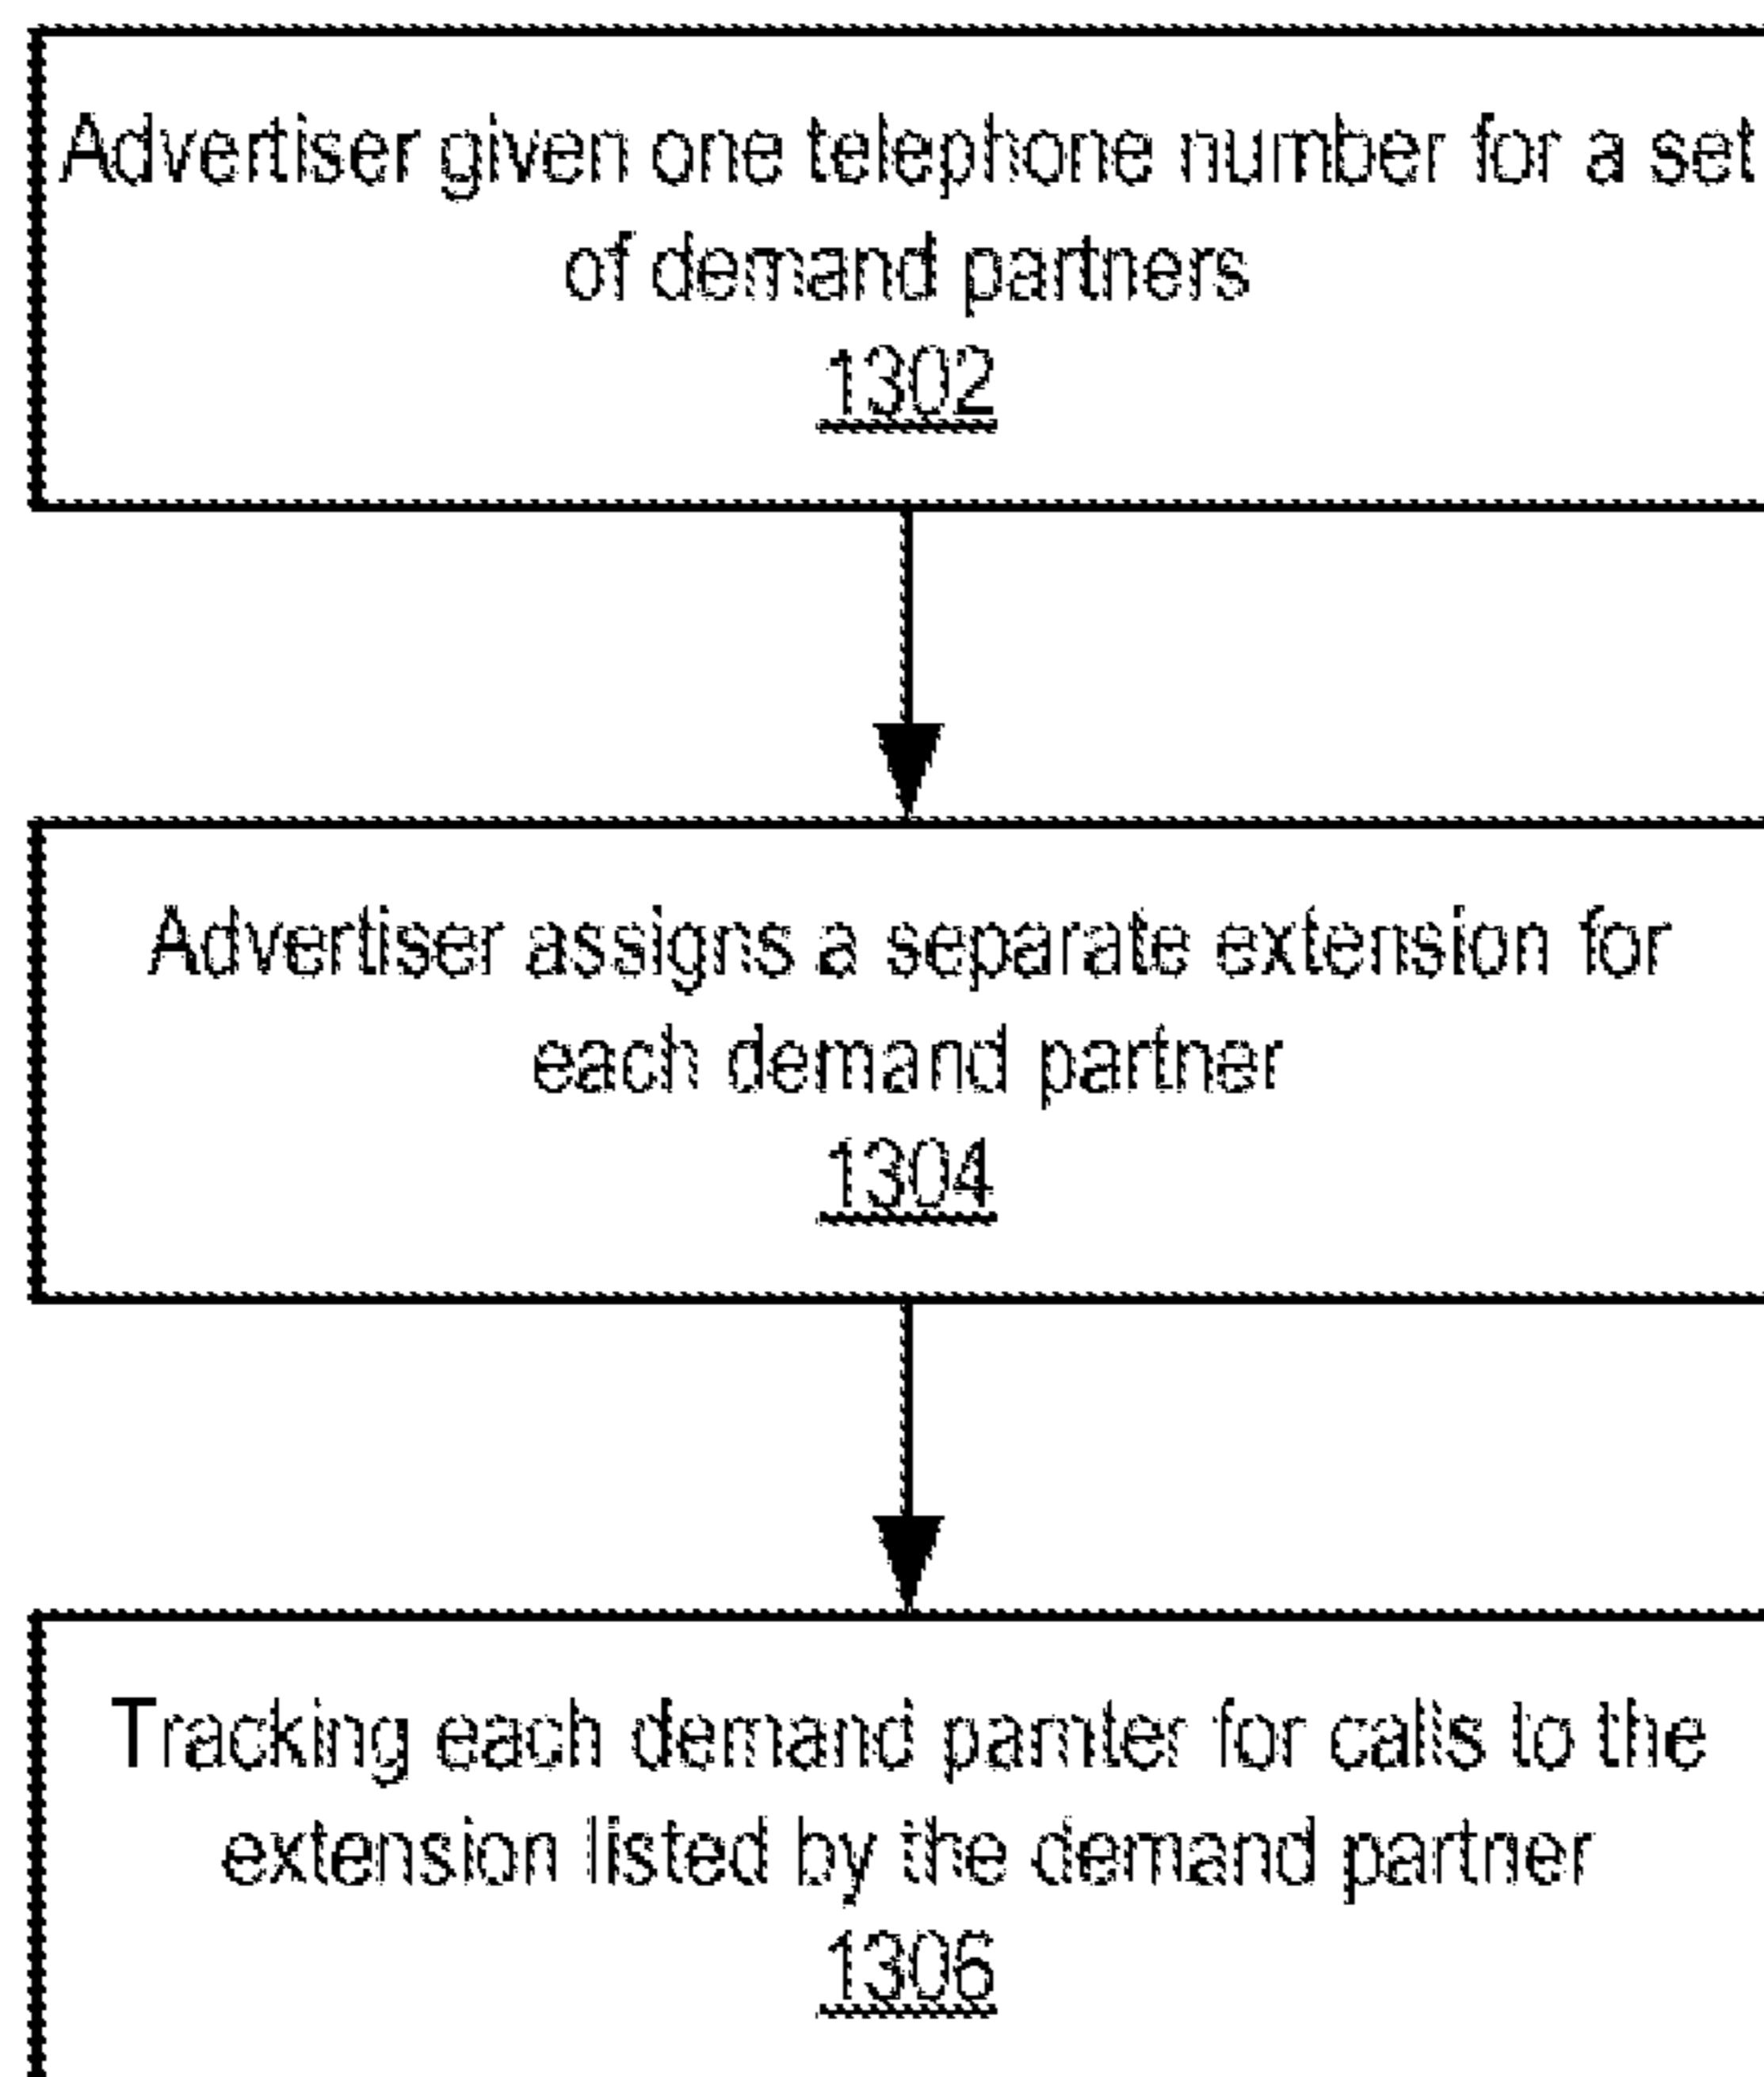 Advertiser given one telephone number for a set
of demand partners
1302
Advertiser assigns a separate extension for
each demand partner
1304
Tracking each demand parnter for calls to the
extension listed by the demand partner
1306